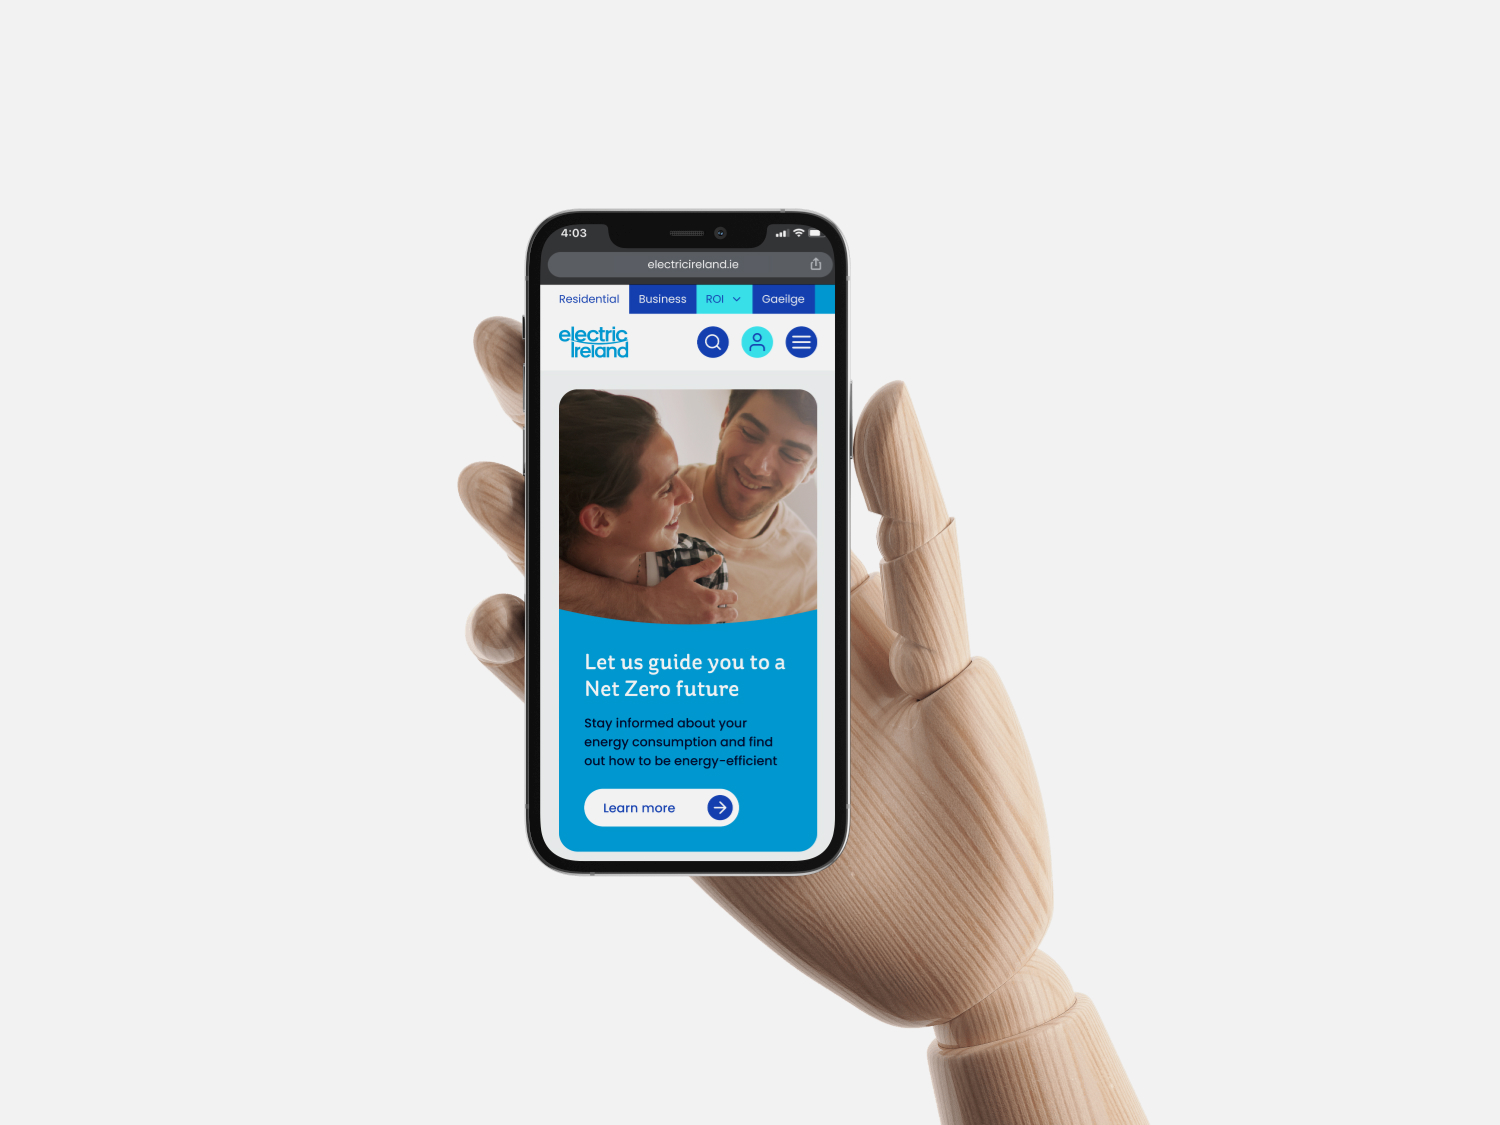 4:03
electricireland.ie
Residential Business ROI Gaeilge
electric
Ireland
Let us guide you to a
Net Zero future
Stay informed about your
energy consumption and find
out how to be energy-efficient
Learn more